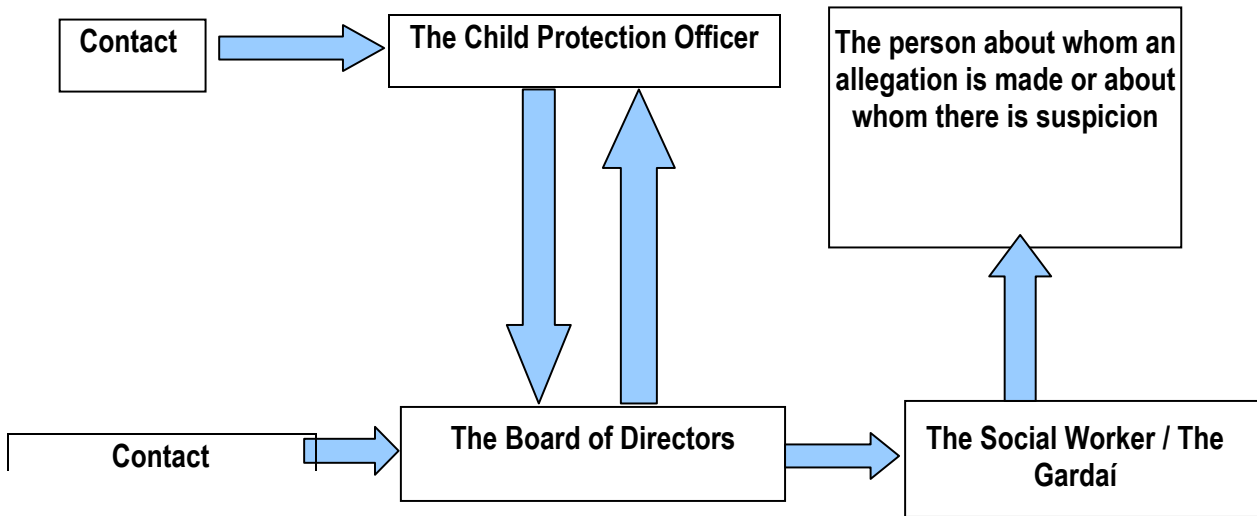 Contact
The Child Protection Officer
The person about whom an
allegation is made or about
whom there is suspicion
Contact
The Board of Directors
The Social Worker / The
Gardaí